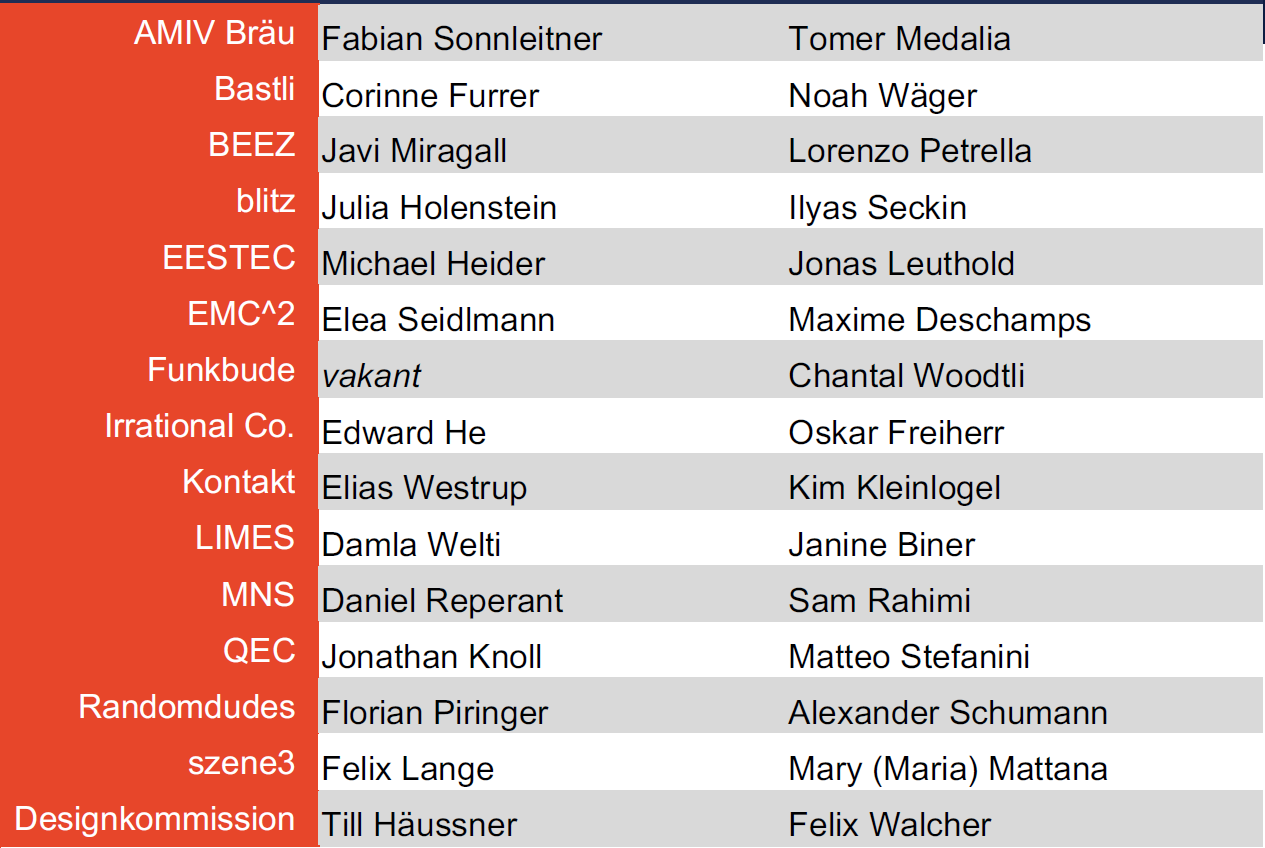 AMIV Bräu Fabian Sonnleitner Tomer Medalia
Bastli Corinne Furrer Noah Wäger
BEEZ Javi Miragall Lorenzo Petrella
blitz Julia Holenstein Ilyas Seckin
EESTEC Michael Heider Jonas Leuthold
EMC^2 Elea Seidlmann Maxime Deschamps
Funkbude vakant Chantal Woodtli
Irrational Co. Edward He Oskar Freiherr
Kontakt Elias Westrup Kim Kleinlogel
LIMES Damla Welti Janine Biner
MNS Daniel Reperant Sam Rahimi
QEC Jonathan Knoll Matteo Stefanini
Randomdudes Florian Piringer Alexander Schumann
szene3 Felix Lange Mary (Maria) Mattana
Designkommission Till Häussner Felix Walcher